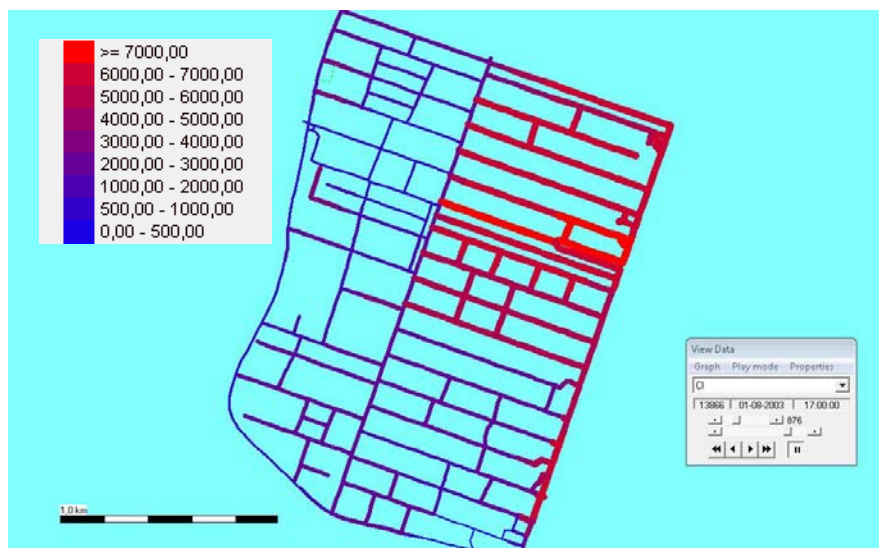 >= 7000,00
6000,00 - 7000,00
5000,00 - 6000,00
4000,00 - 5000,00
3000,00 - 4000,00
2000,00 - 3000,00
1000,00 - 2000,00
500,00 - 1000,00
0,00 - 500,00
View Data
Graph Play mode Properties
Cl
13866 01-08-2003 17:00:00
876
1,0 km